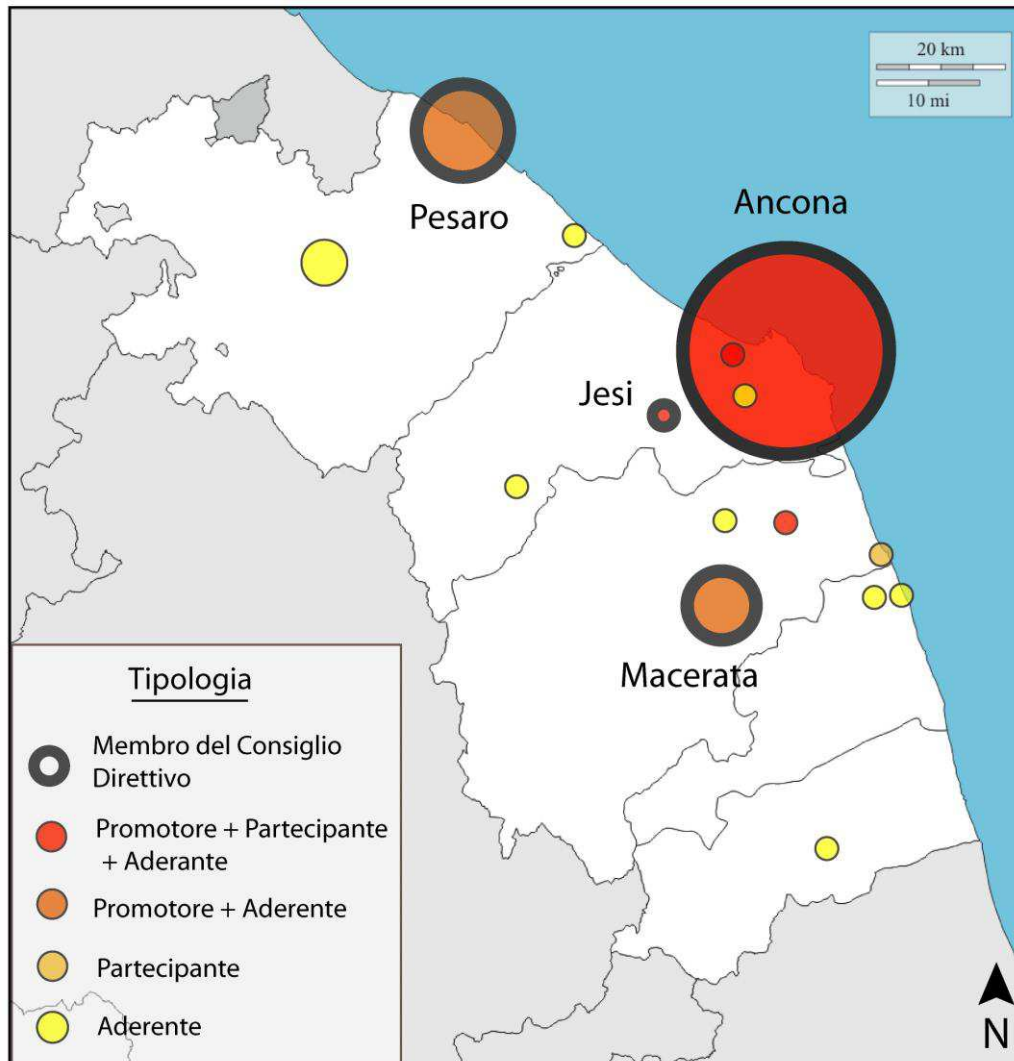 20 km
10 mi
Ancona
Pesaro
Jesi
Macerata
Tipologia
Membro del Consiglio
Direttivo
Promotore + Partecipante
+ Aderante
Promotore + Aderente
Partecipante
Aderente
N